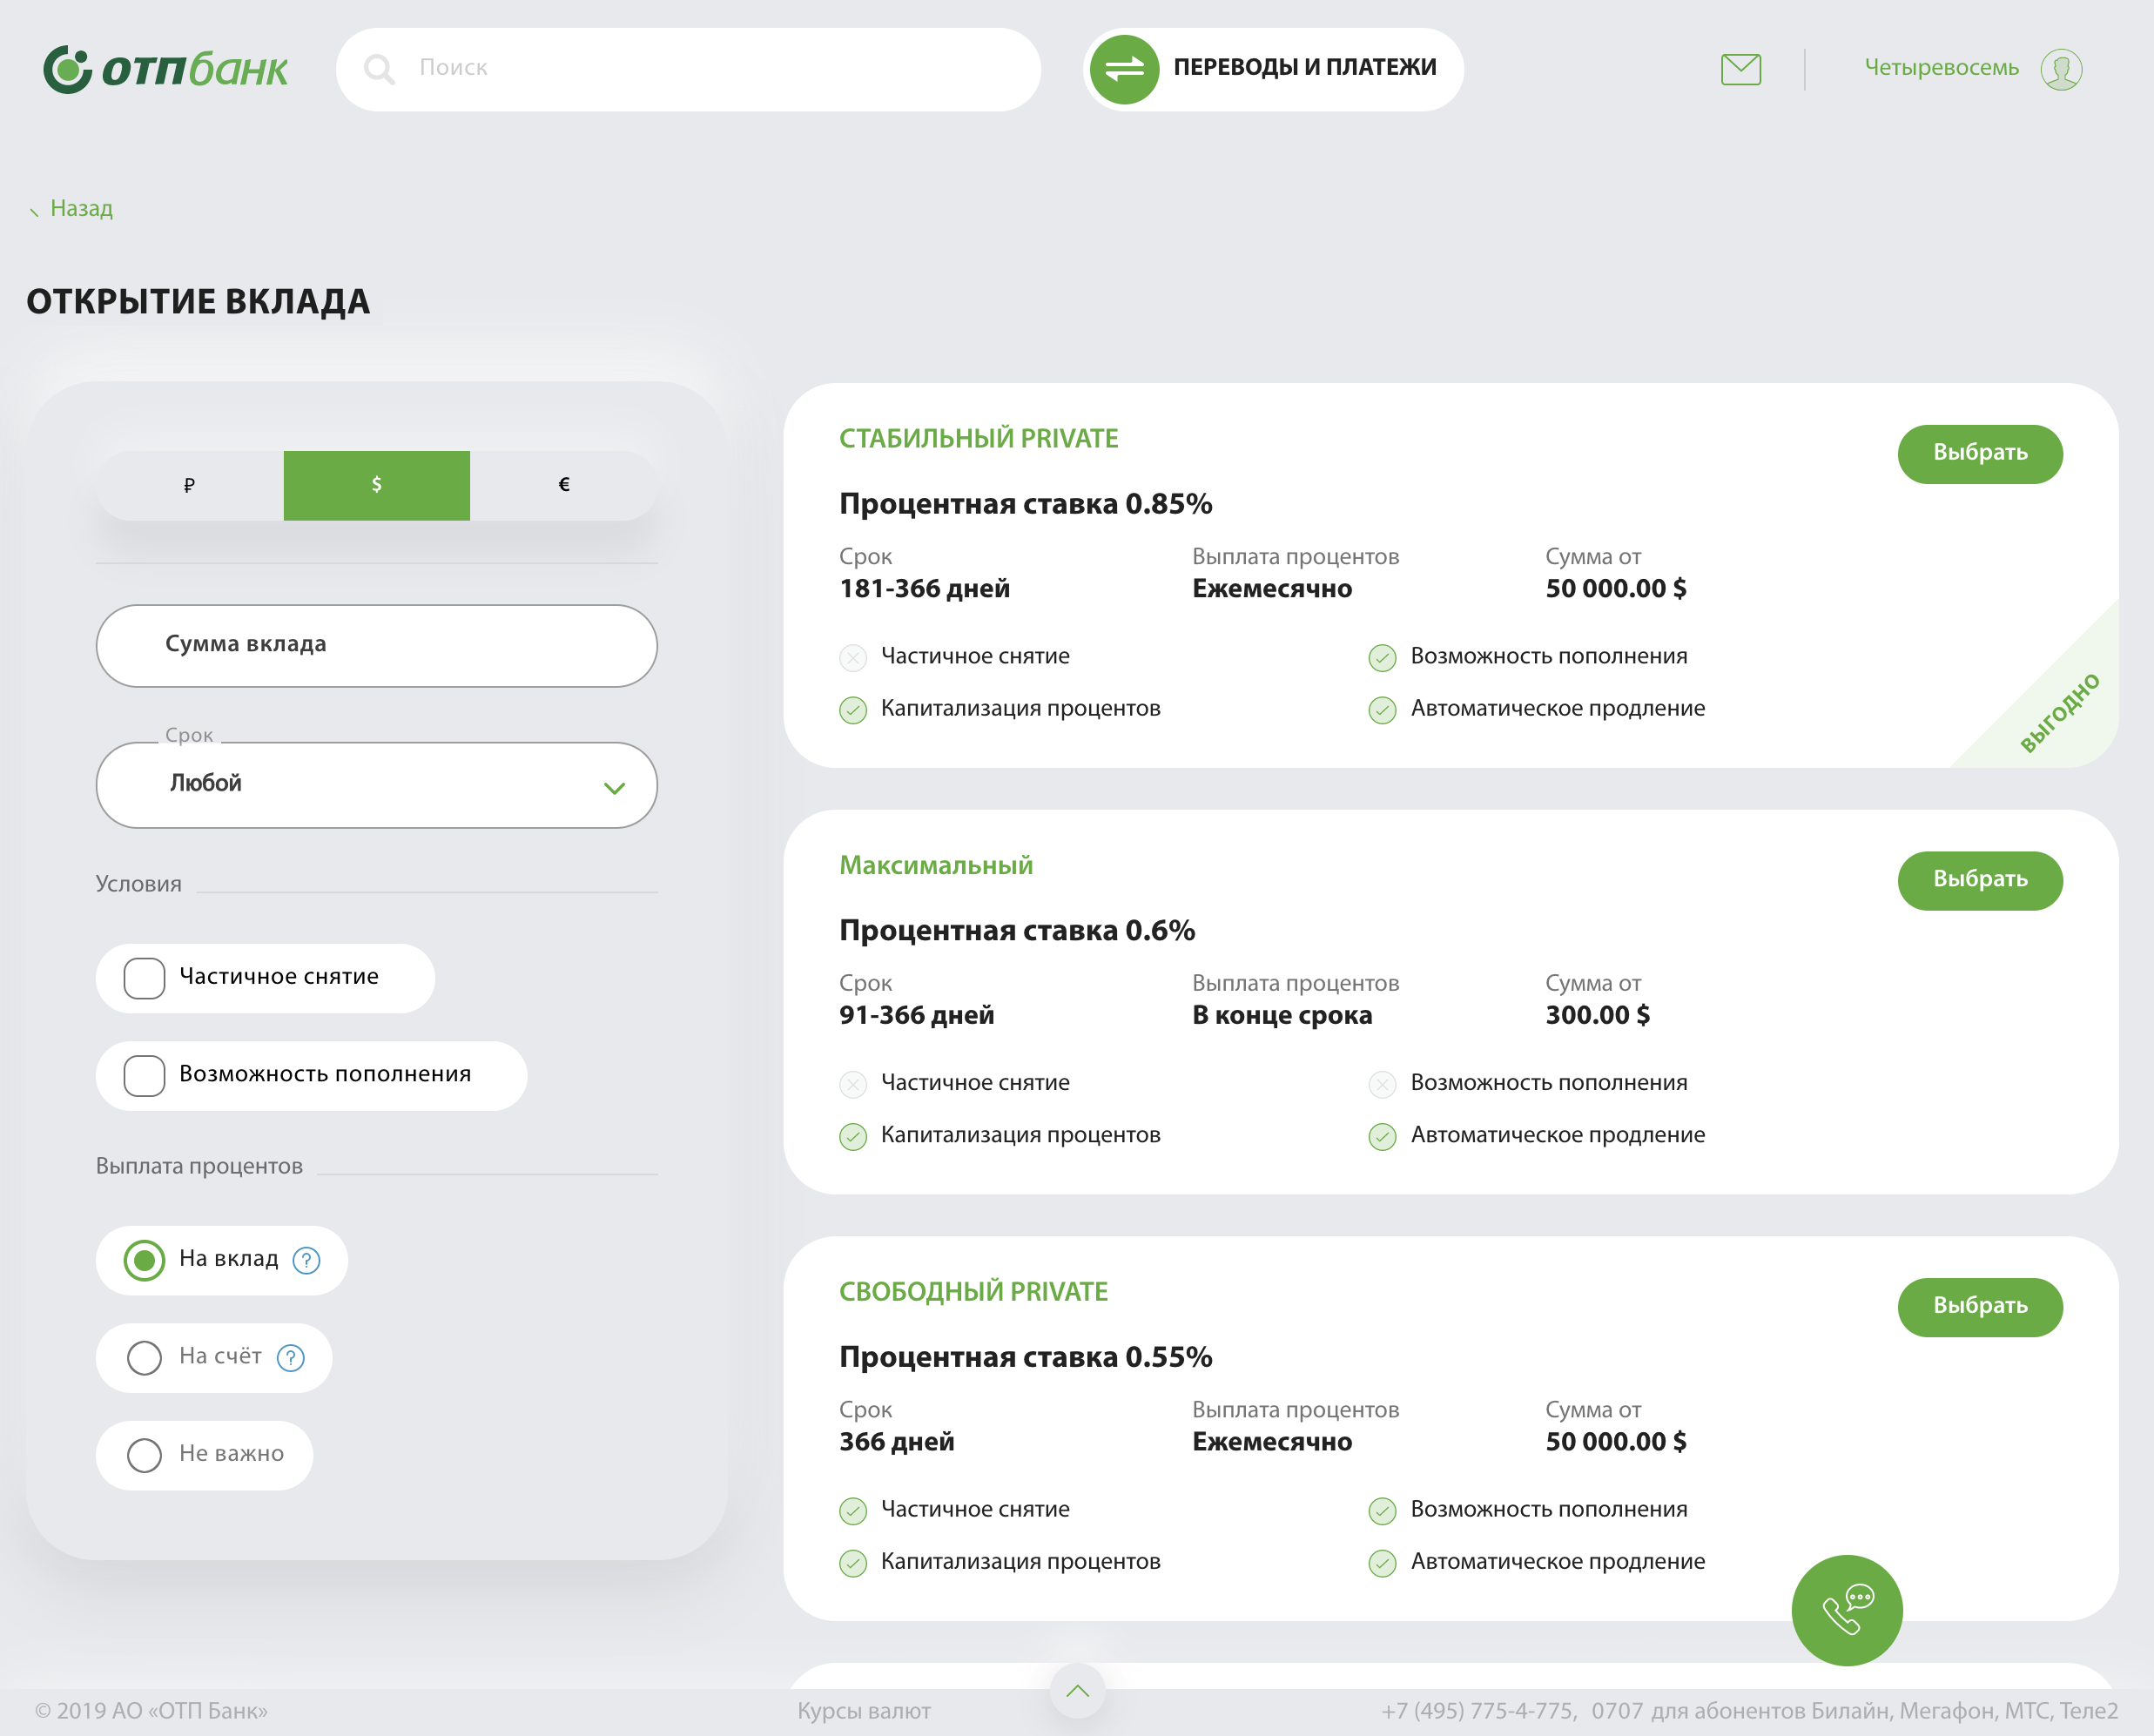 отпбанк
Поиск
ПЕРЕВОДЫ И ПЛАТЕЖИ
Четыревосемь
Назад
ОТКРЫТИЕ ВКЛАДА
₽ $ €
Сумма вклада
Срок
Любой
Условия
Частичное снятие
Возможность пополнения
Выплата процентов
На вклад ?
На счёт ?
Не важно
СТАБИЛЬНЫЙ PRIVATE
Выбрать
Процентная ставка 0.85%
Срок Выплата процентов Сумма от
181-366 дней Ежемесячно 50 000.00 $
Частичное снятие Возможность пополнения
Капитализация процентов Автоматическое продление
ВЫГОДНО
Максимальный
Выбрать
Процентная ставка 0.6%
Срок Выплата процентов Сумма от
91-366 дней В конце срока 300.00 $
Частичное снятие Возможность пополнения
Капитализация процентов Автоматическое продление
СВОБОДНЫЙ PRIVATE
Выбрать
Процентная ставка 0.55%
Срок Выплата процентов Сумма от
366 дней Ежемесячно 50 000.00 $
Частичное снятие Возможность пополнения
Капитализация процентов Автоматическое продление
© 2019 АО «ОТП Банк» Курсы валют +7 (495) 775-4-775, 0707 для абонентов Билайн, Мегафон, МТС, Теле2